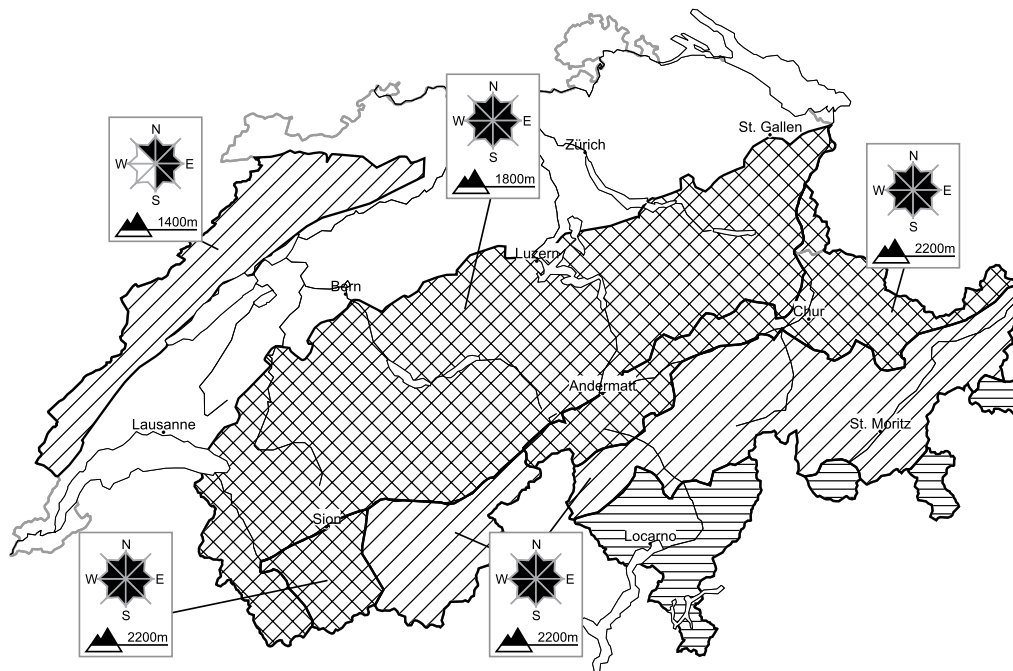 N
W E
S
1800m
N
W E
S
1400m
Zürich
St. Gallen
N
W E
S
2200m
Luzern
Bern
Chur
Andermatt
Lausanne
St. Moritz
Sion
Locarno
N
W E
S
2200m
N
W E
S
2200m